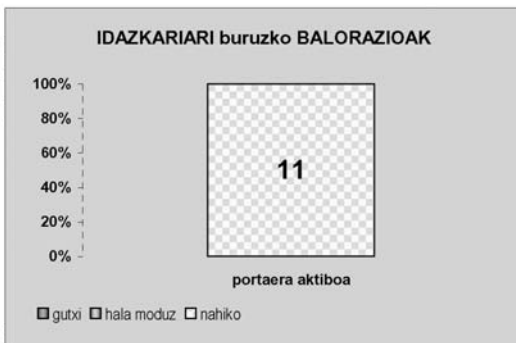 IDAZKARIARI buruzko BALORAZIOAK
100%
80%
60%
40%
20%
0%
11
portaera aktiboa
gutxi hala moduz nahiko